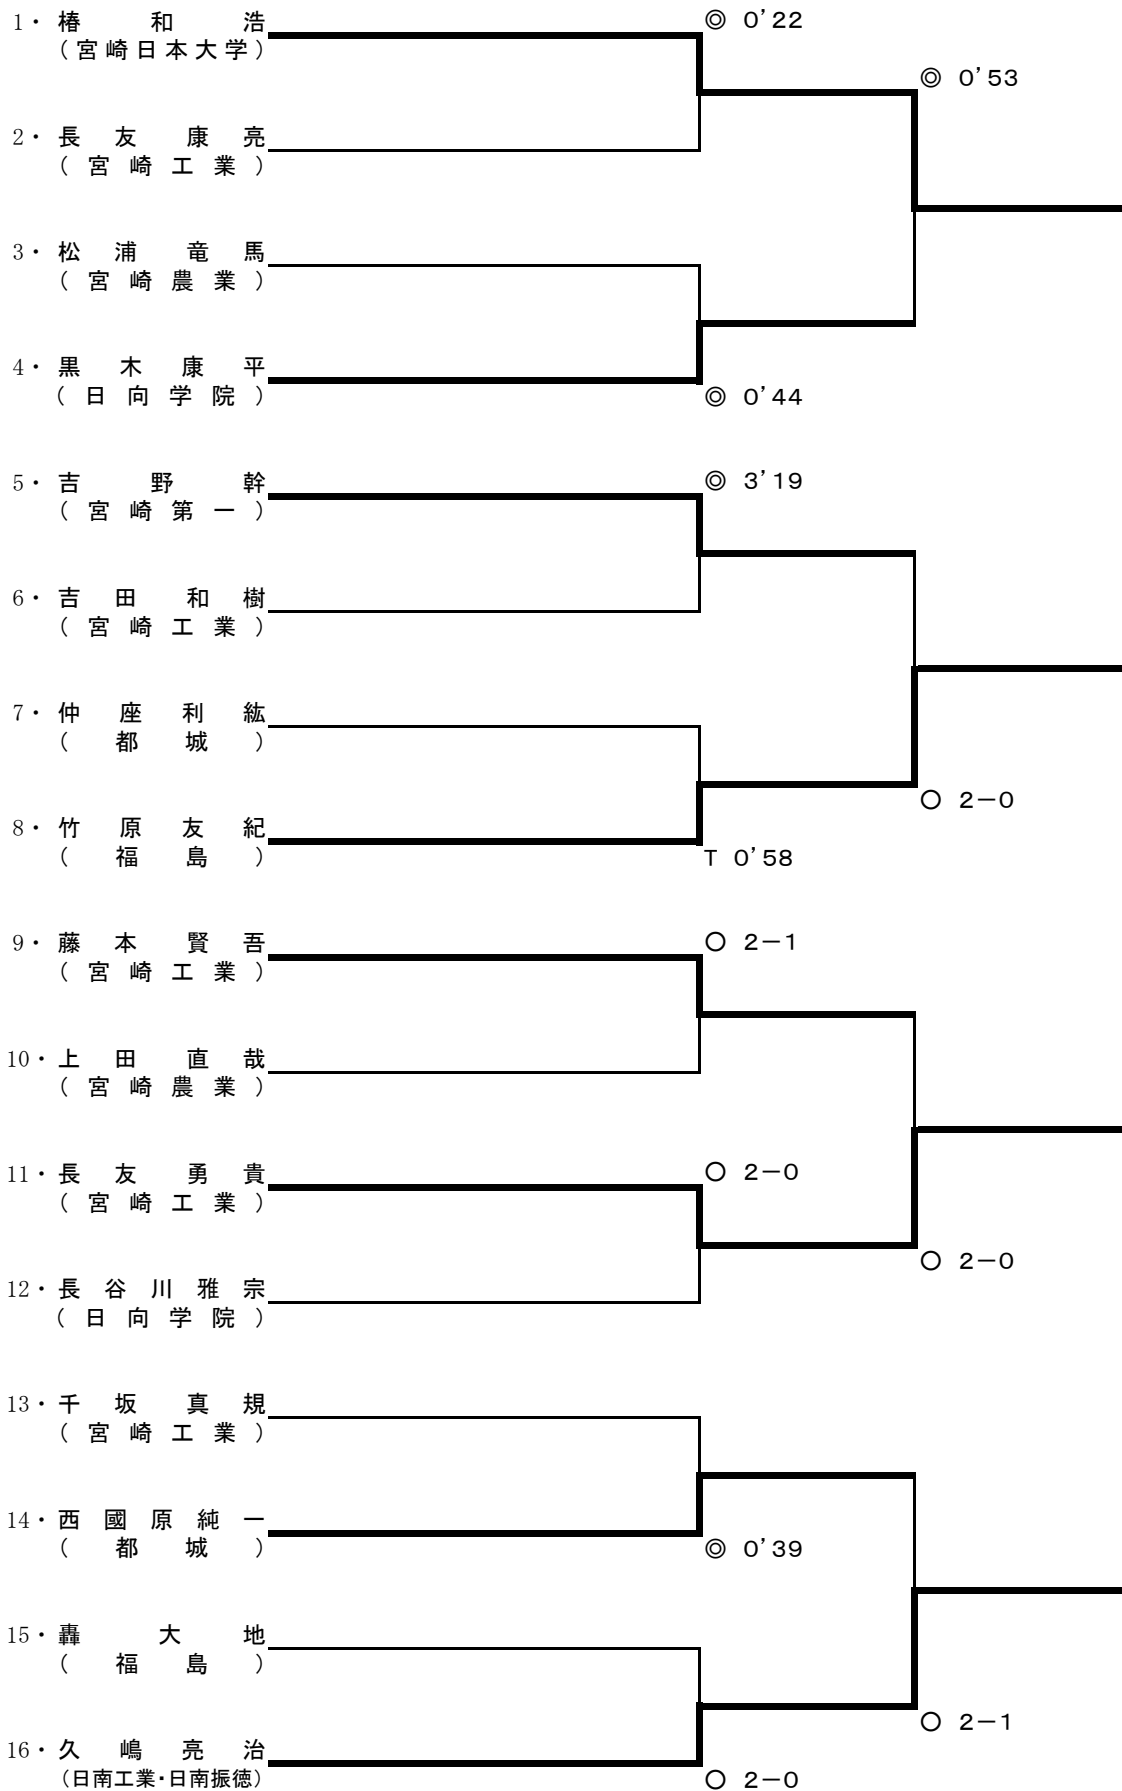 1・ 椿 和 浩
(宮崎日本大学)
◎ 0’22
◎ 0’53
2・ 長 友 康 亮
( 宮 崎 工 業 )
3・ 松 浦 竜 馬
( 宮 崎 農 業 )
4・ 黒 木 康 平
( 日 向 学 院 )
◎ 0’44
5・ 吉 野 幹
( 宮 崎 第 一 )
◎ 3’19
6・ 吉 田 和 樹
( 宮 崎 工 業 )
7・ 仲 座 利 紘
( 都 城 )
○ 2−0
8・ 竹 原 友 紀
( 福 島 )
T 0’58
9・ 藤 本 賢 吾
( 宮 崎 工 業 )
○ 2−1
10・ 上 田 直 哉
( 宮 崎 農 業 )
11・ 長 友 勇 貴
( 宮 崎 工 業 )
○ 2−0
○ 2−0
12・ 長 谷 川 雅 宗
( 日 向 学 院 )
13・ 千 坂 真 規
( 宮 崎 工 業 )
14・ 西 國 原 純 一
( 都 城 )
◎ 0’39
15・ 轟 大 地
( 福 島 )
○ 2−1
16・ 久 嶋 亮 治
(日南工業・日南振徳)
○ 2−0